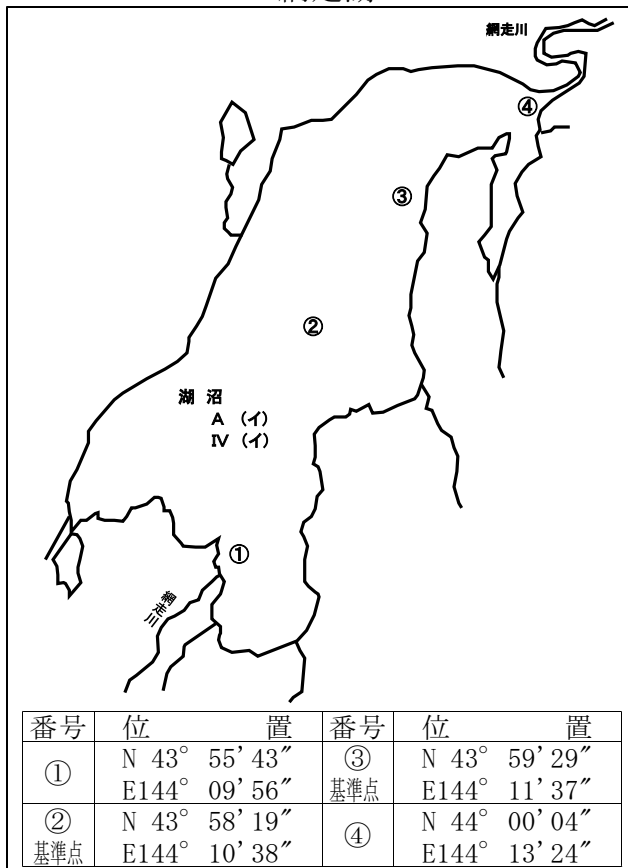 網走川
④
③
②
湖 沼
A (イ)
Ⅳ (イ)
①
網走川
番号 位 置 番号 位 置
① N 43° 55′43″ ③ N 43° 59′29″
E144° 09′56″ 基準点 E144° 11′37″
② N 43° 58′19″ ④ N 44° 00′04″
基準点 E144° 10′38″ E144° 13′24″